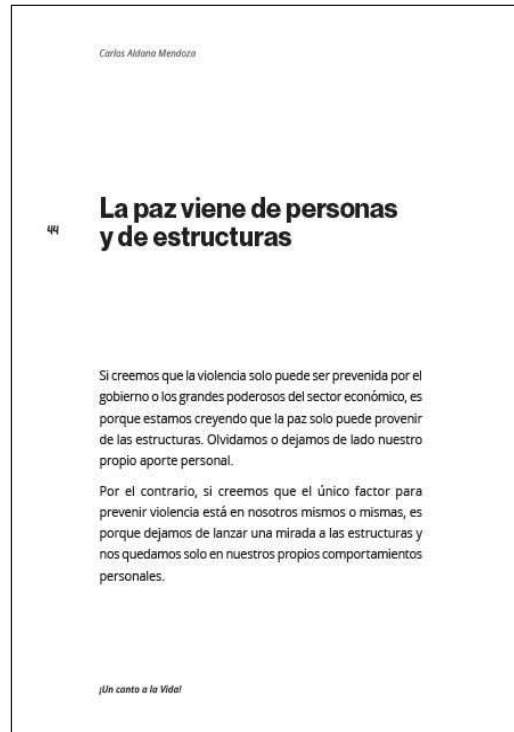 Carlos Aldana Mendoza
44
La paz viene de personas
y de estructuras
Si creemos que la violencia solo puede ser prevenida por el
gobierno o los grandes poderosos del sector económico, es
porque estamos creyendo que la paz solo puede provenir
de las estructuras. Olvidamos o dejamos de lado nuestro
propio aporte personal.
Por el contrario, si creemos que el único factor para
prevenir violencia está en nosotros mismos o mismas, es
porque dejamos de lanzar una mirada a las estructuras y
nos quedamos solo en nuestros propios comportamientos
personales.
¡Un canto a la Vida!